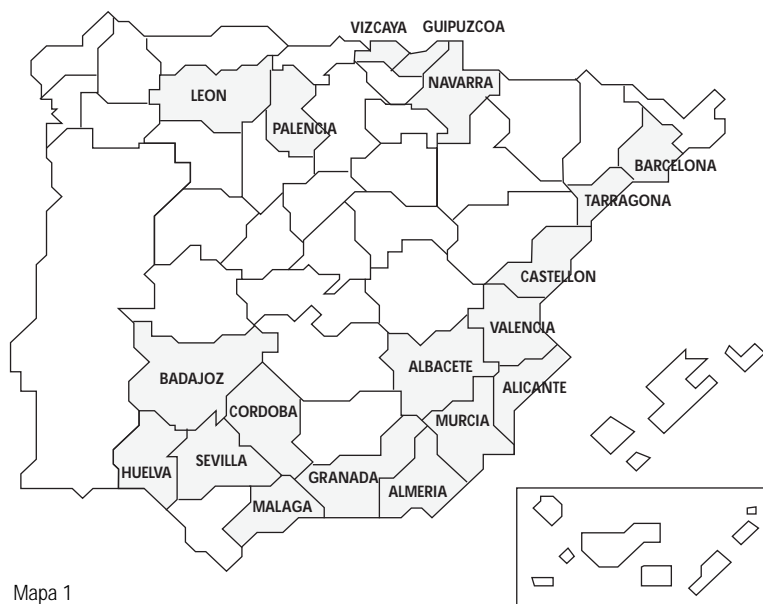 VIZCAYA GUIPUZCOA
LEON
NAVARRA
PALENCIA
BARCELONA
TARRAGONA
CASTELLON
VALENCIA
BADAJOZ
ALBACETE
ALICANTE
CORDOBA
MURCIA
HUELVA
SEVILLA
GRANADA
ALMERIA
MALAGA
Mapa 1